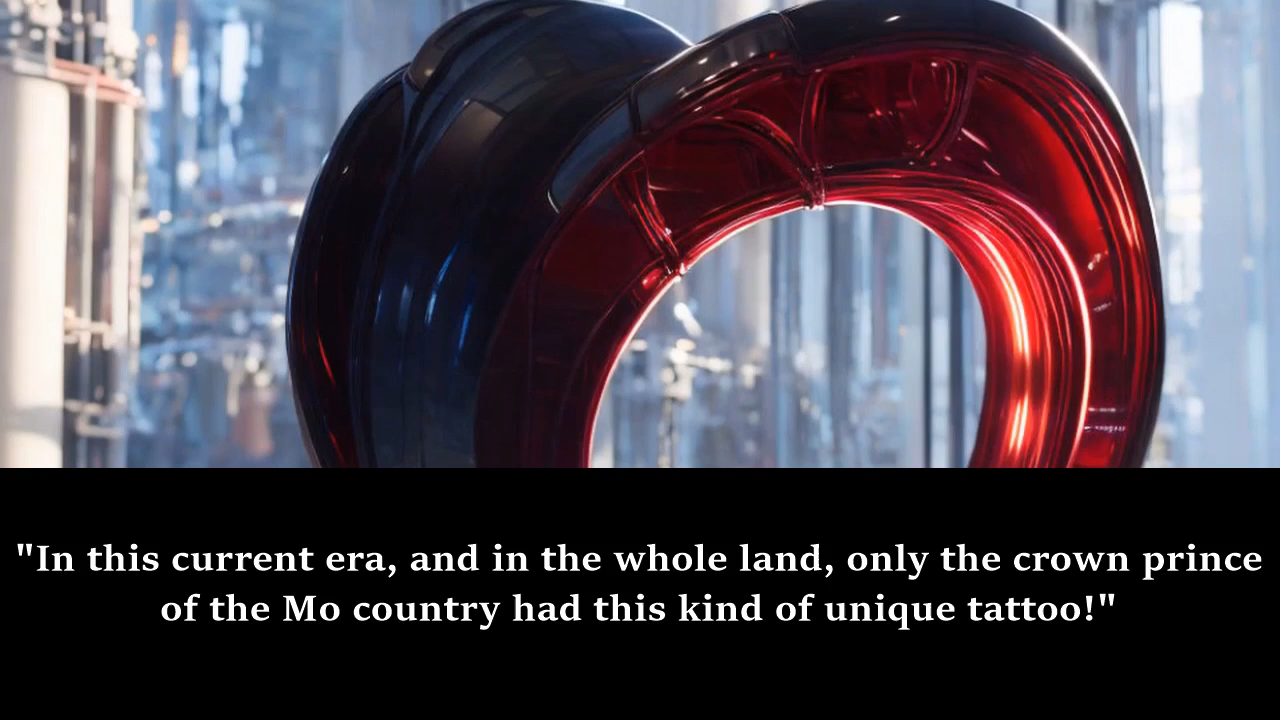 "In this current era, and in the whole land, only the crown prince
of the Mo country had this kind of unique tattoo!"